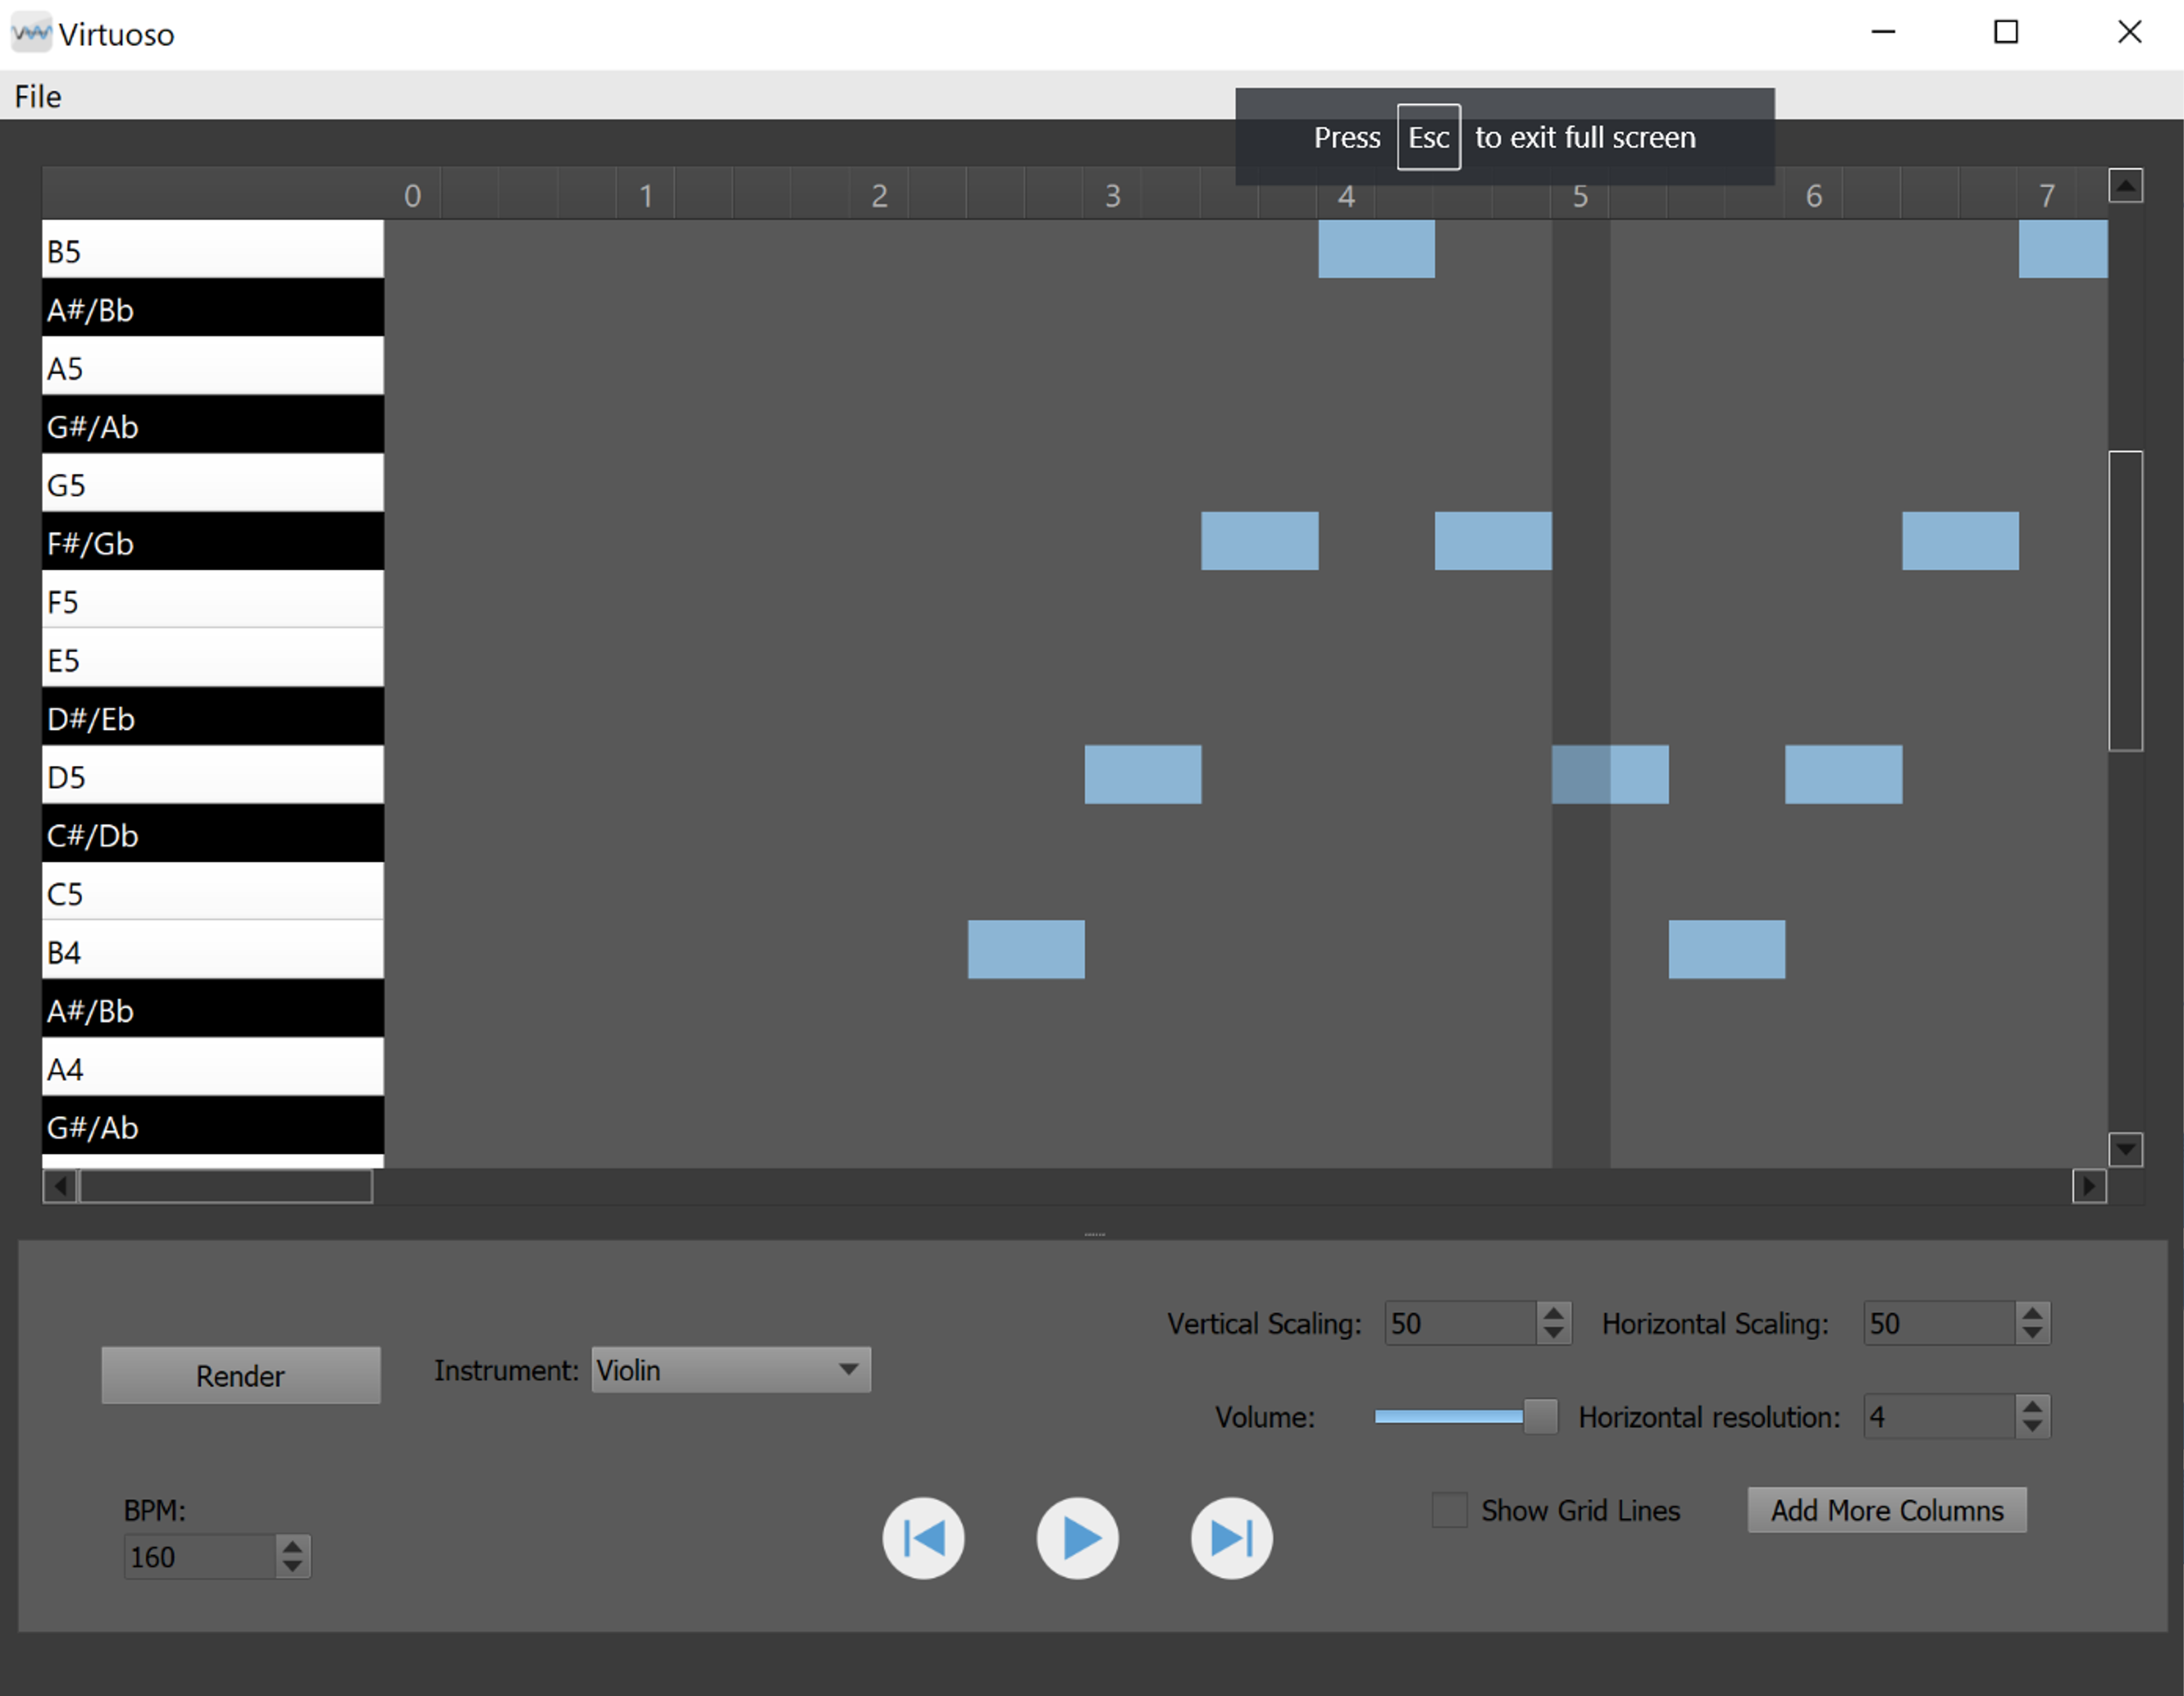 Virtuoso
File
Press Esc to exit full screen
0 1 2 3 4 5 6 7
B5
A#/Bb
A5
G#/Ab
G5
F#/Gb
F5
E5
D#/Eb
D5
C#/Db
C5
B4
A#/Bb
A4
G#/Ab
Vertical Scaling: 50 Horizontal Scaling: 50
Render Instrument: Violin
Volume: Horizontal resolution: 4
BPM: Show Grid Lines Add More Columns
160